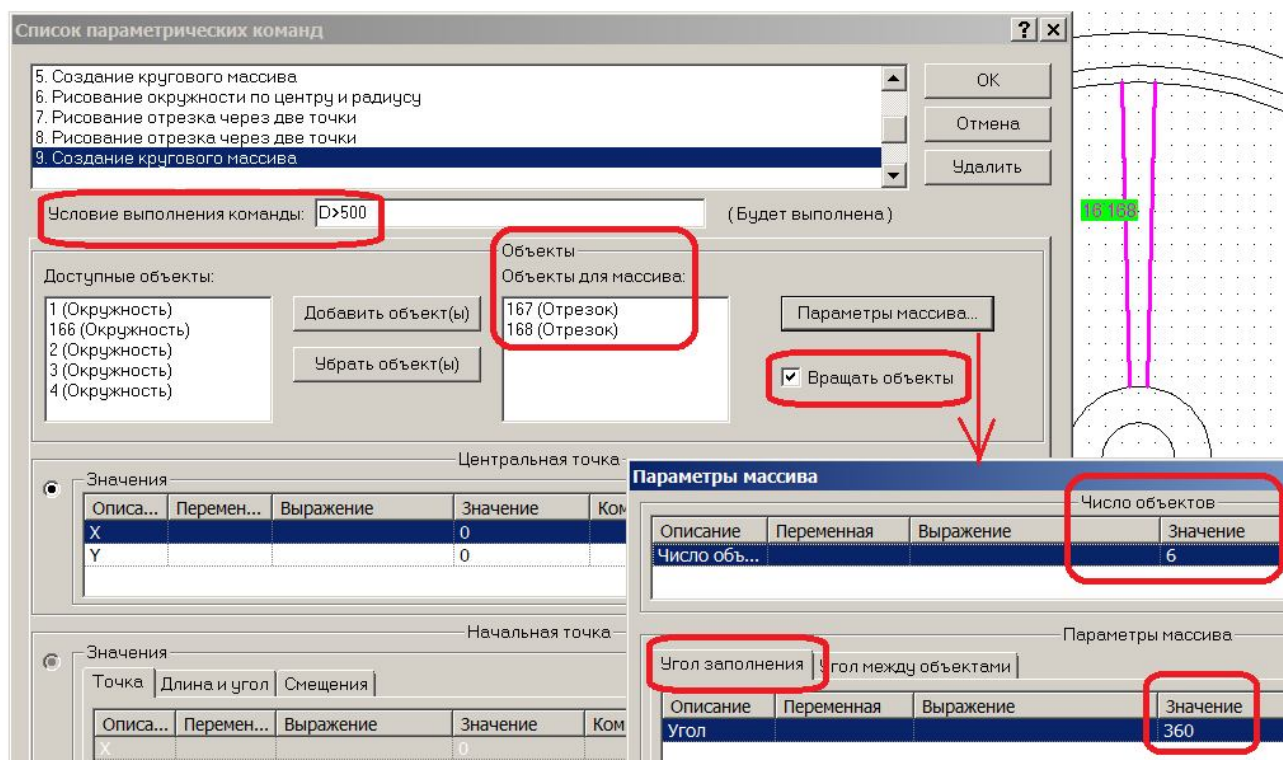 Список параметрических команд
5. Создание кругового массива
6. Рисование окружности по центру и радиусу
7. Рисование отрезка через две точки
8. Рисование отрезка через две точки
9. Создание кругового массива
OK
Отмена
Удалить
Условие выполнения команды: D>500 (Будет выполнена)
16 168
Объекты
Доступные объекты:
Объекты для массива:
1 (Окружность)
166 (Окружность)
2 (Окружность)
3 (Окружность)
4 (Окружность)
Добавить объект(ы)
Убрать объект(ы)
167 (Отрезок)
168 (Отрезок)
Параметры массива...
Вращать объекты
Центральная точка
Значения
Описа... Перемен... Выражение Значение Ком
X 0
Y 0
Начальная точка
Значения
Точка Длина и угол Смещения
Описа... Перемен... Выражение Значение Ком
X 0
Параметры массива
Число объектов
Описание Переменная Выражение Значение
Число объ... 6
Параметры массива
Угол заполнения Угол между объектами
Описание Переменная Выражение Значение
Угол 360